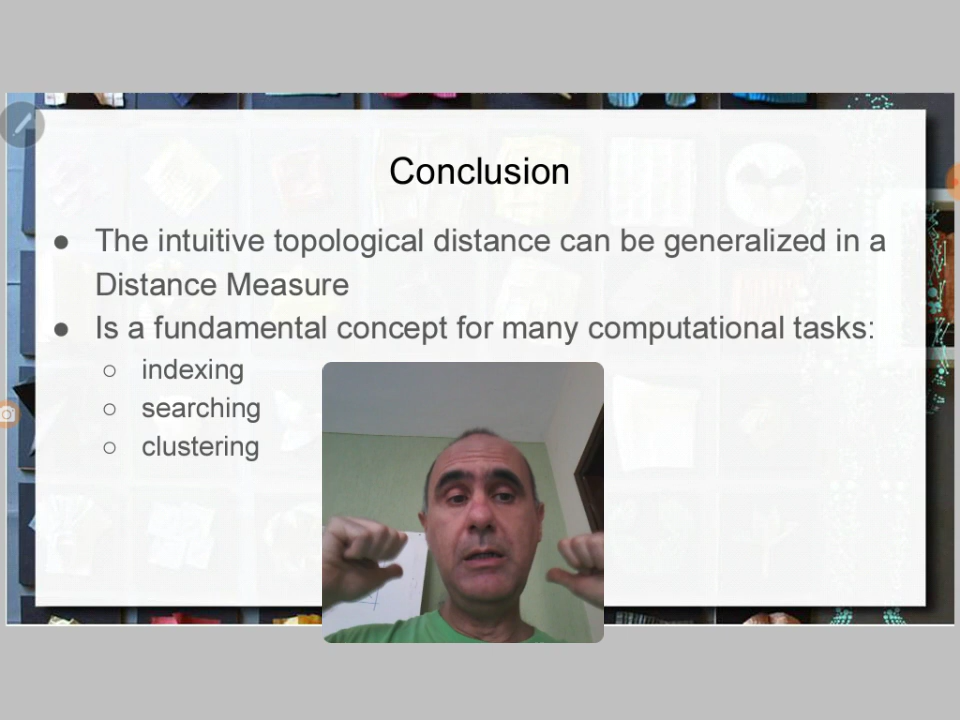 Conclusion
● The intuitive topological distance can be generalized in a
Distance Measure
● Is a fundamental concept for many computational tasks:
○ indexing
○ searching
○ clustering